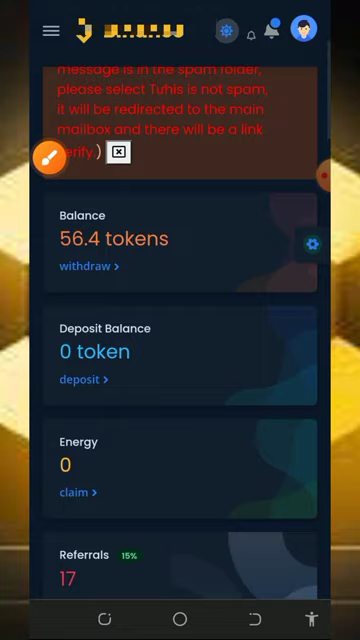 message is in the spam folder,
please select Tuhis is not spam,
it will be redirected to the main
mailbox and there will be a link
verify.)
Balance
56.4 tokens
withdraw
Deposit Balance
0 token
deposit
Energy
0
claim
Referrals 15%
17